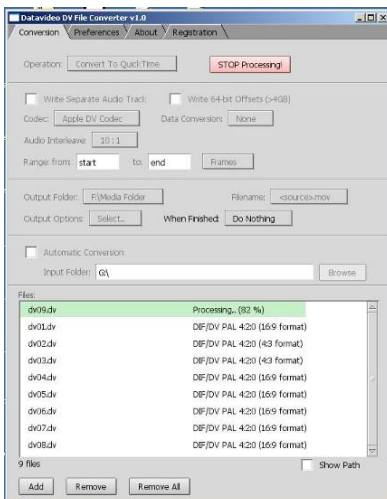 Datavideo DV File Converter v1.0
Conversion Preferences About Registration
Operation: Convert To QuickTime STOP Processing!
Write Separate Audio Track Write 64-bit Offsets (>4GB)
Codec: Apple DV Codec Data Conversion: None
Audio Interleave 10:1
Range: from: start to: end Frames
Output Folder: F:\Media Folder Filename: <source>.mov
Output Options: Select... When Finished: Do Nothing
Automatic Conversion
Input Folder: G:\ Browse
Files:
dv09.dv Processing... (82 %)
dv01.dv DIF/DV PAL 4:2:0 (16:9 format)
dv02.dv DIF/DV PAL 4:2:0 (4:3 format)
dv03.dv DIF/DV PAL 4:2:0 (4:3 format)
dv04.dv DIF/DV PAL 4:2:0 (16:9 format)
dv05.dv DIF/DV PAL 4:2:0 (16:9 format)
dv06.dv DIF/DV PAL 4:2:0 (16:9 format)
dv07.dv DIF/DV PAL 4:2:0 (16:9 format)
dv08.dv DIF/DV PAL 4:2:0 (16:9 format)
9 files Show Path
Add Remove Remove All